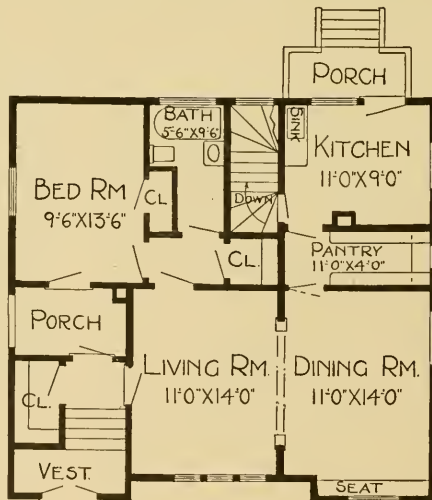 PORCH
BATH
5'-6"X9'-6"
SINK
KITCHEN
11'-0"X9'-0"
BED RM
9'-6"X13'-6"
CL
DOWN
CL.
PANTRY
11'-0"X4'-0"
PORCH
LIVING RM.
11'-0"X14'-0"
DINING RM.
11'-0"X14'-0"
CL.
VEST.
SEAT